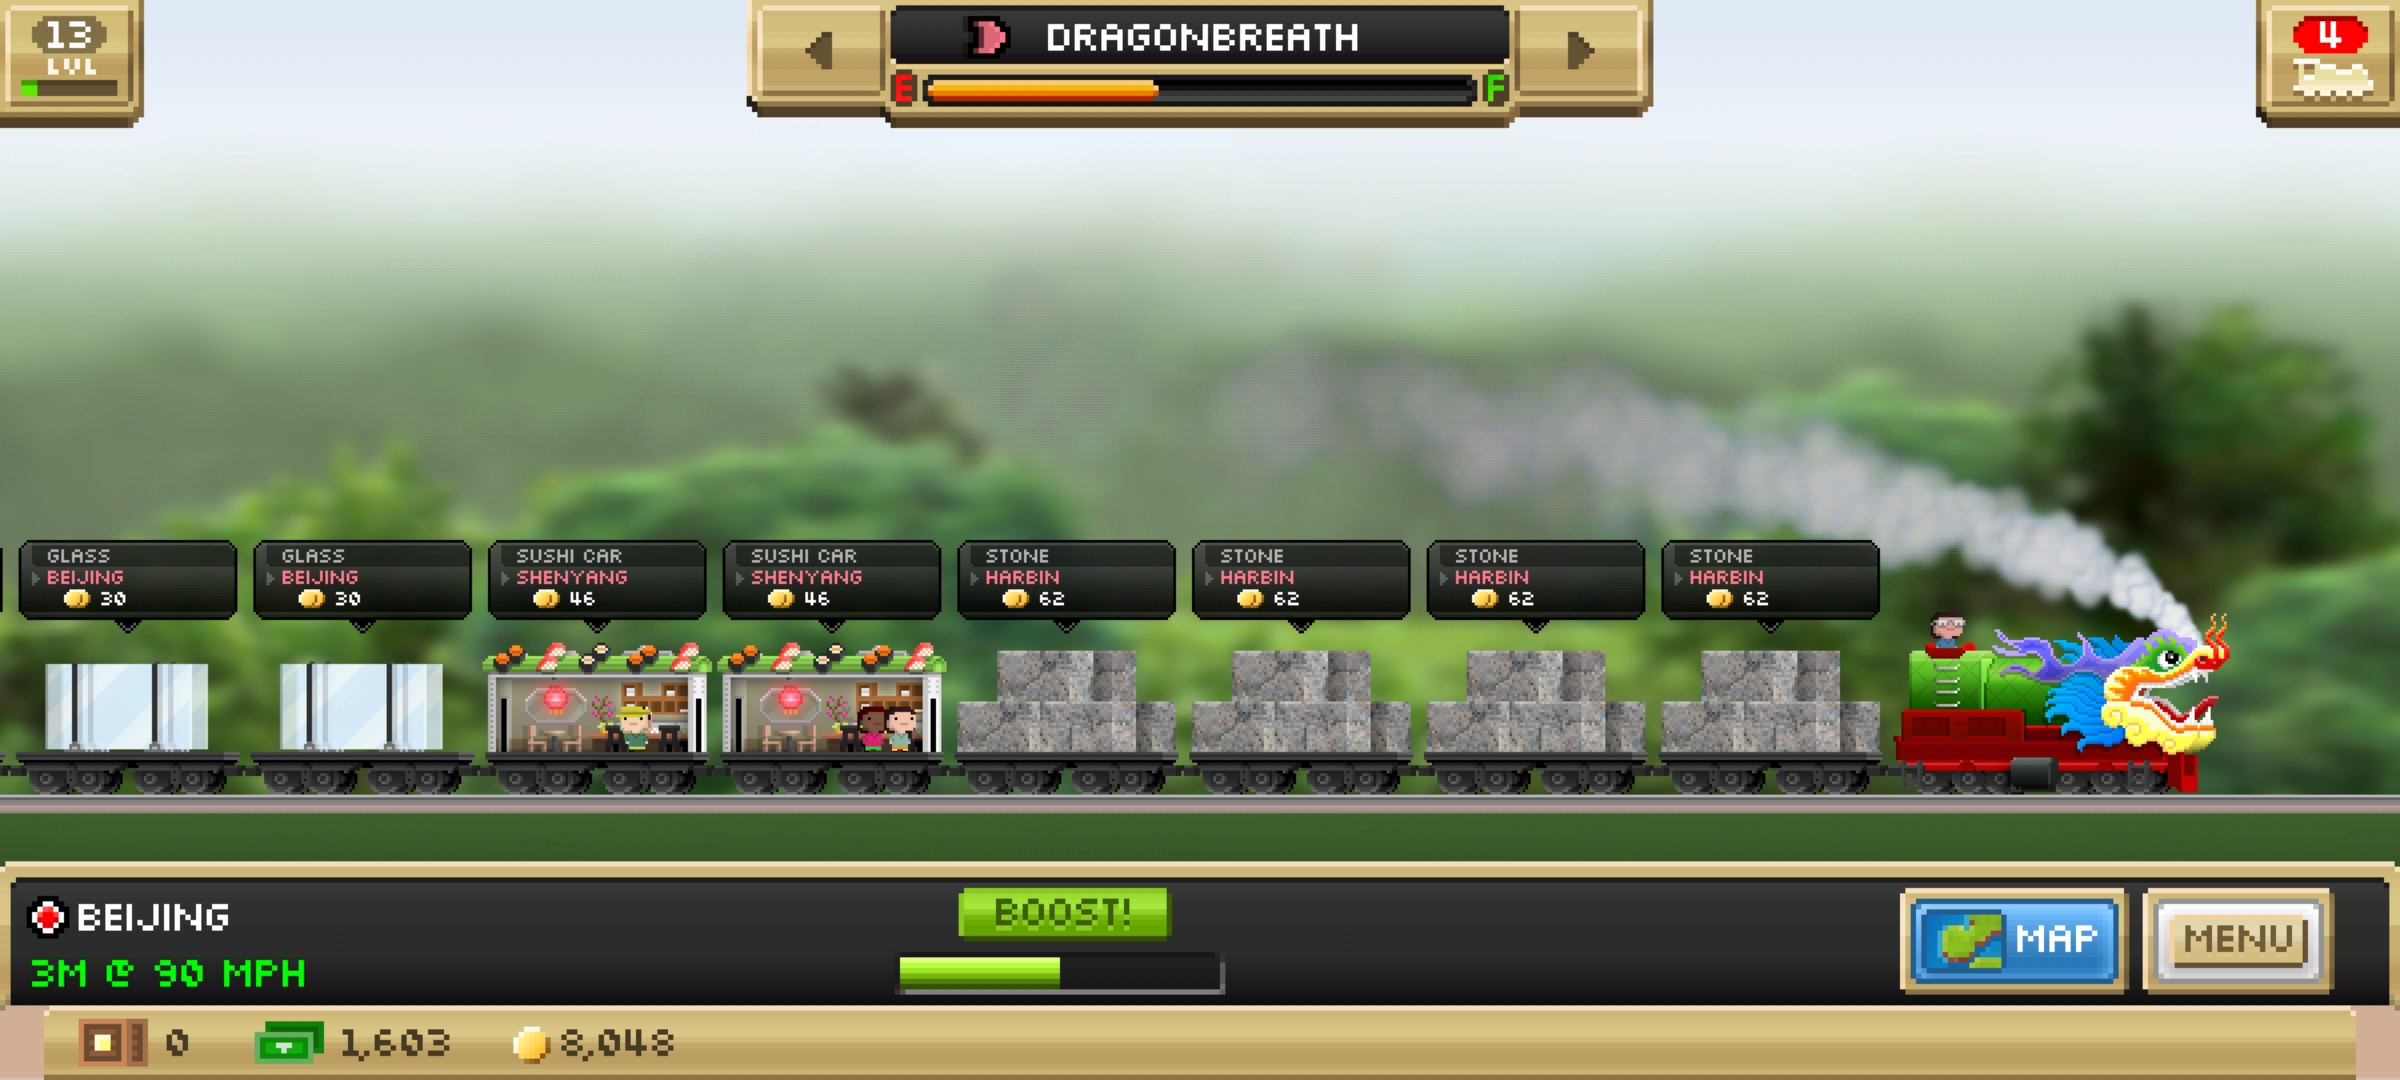 13
LVL
DRAGONBREATH
E F
4
GLASS
BEIJING
30
GLASS
BEIJING
30
SUSHI CAR
SHENYANG
46
SUSHI CAR
SHENYANG
46
STONE
HARBIN
62
STONE
HARBIN
62
STONE
HARBIN
62
STONE
HARBIN
62
BEIJING
3M @ 90 MPH
BOOST!
MAP
MENU
0
1,603
8,048